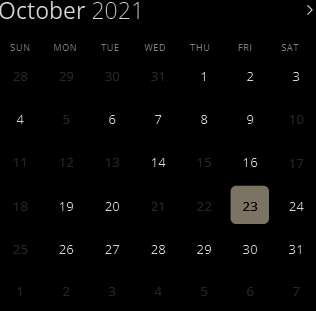 October 2021 >
SUN MON TUE WED THU FRI SAT
28 29 30 31 1 2 3
4 5 6 7 8 9 10
11 12 13 14 15 16 17
18 19 20 21 22 23 24
25 26 27 28 29 30 31
1 2 3 4 5 6 7